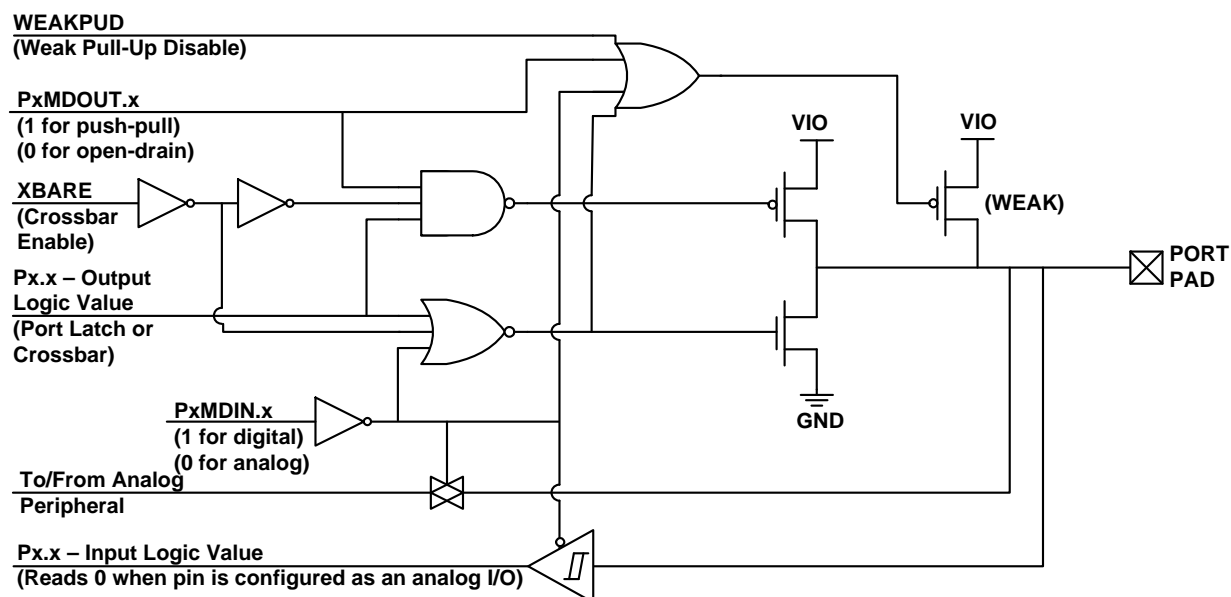 WEAKPUD
(Weak Pull-Up Disable)
PxMDOUT.x
(1 for push-pull)
(0 for open-drain)
XBARE
(Crossbar
Enable)
Px.x – Output
Logic Value
(Port Latch or
Crossbar)
PxMDIN.x
(1 for digital)
(0 for analog)
To/From Analog
Peripheral
Px.x – Input Logic Value
(Reads 0 when pin is configured as an analog I/O)
VIO
VIO
(WEAK)
PORT
PAD
GND